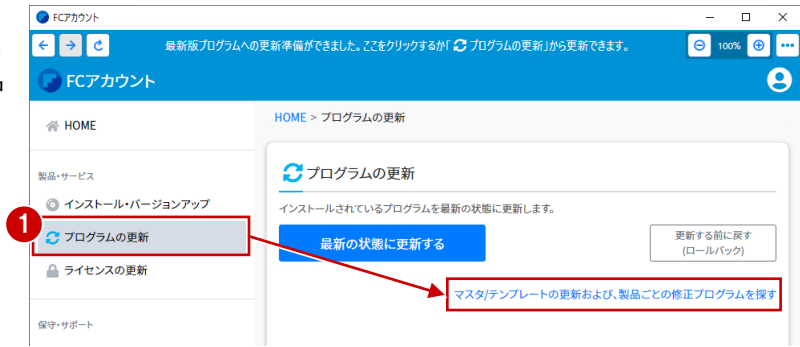 FCアカウント
最新版プログラムへの更新準備ができました。ここをクリックするか「 プログラムの更新」から更新できます。
100%
FCアカウント
HOME
HOME > プログラムの更新
製品・サービス
プログラムの更新
インストール・バージョンアップ
インストールされているプログラムを最新の状態に更新します。
1
プログラムの更新
最新の状態に更新する
更新する前に戻す
(ロールバック)
ライセンスの更新
マスタ/テンプレートの更新および、製品ごとの修正プログラムを探す
保守・サポート